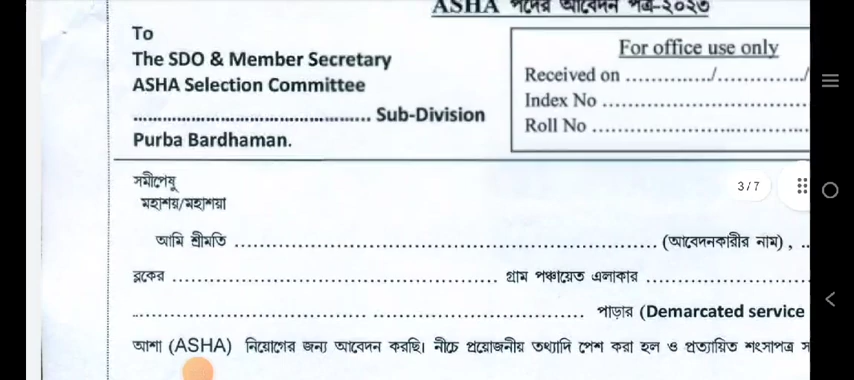 ASHA পদের আবেদন পত্র-২০২৩
To
The SDO & Member Secretary
ASHA Selection Committee
................................................ Sub-Division
Purba Bardhaman.
For office use only
Received on ............../................/
Index No ..............................
Roll No ..............................
সমীপেষু
মহাশয়/মহাশয়া
3/7
আমি শ্রীমতি ........................................................................ (আবেদনকারীর নাম) , ..
ব্লকের ...................................................... গ্রাম পঞ্চায়েত এলাকার ...........................
....................................... .................................. পাড়ার (Demarcated service
আশা (ASHA) নিয়োগের জন্য আবেদন করছি। নীচে প্রয়োজনীয় তথ্যাদি পেশ করা হল ও প্রত্যায়িত শংসাপত্র স